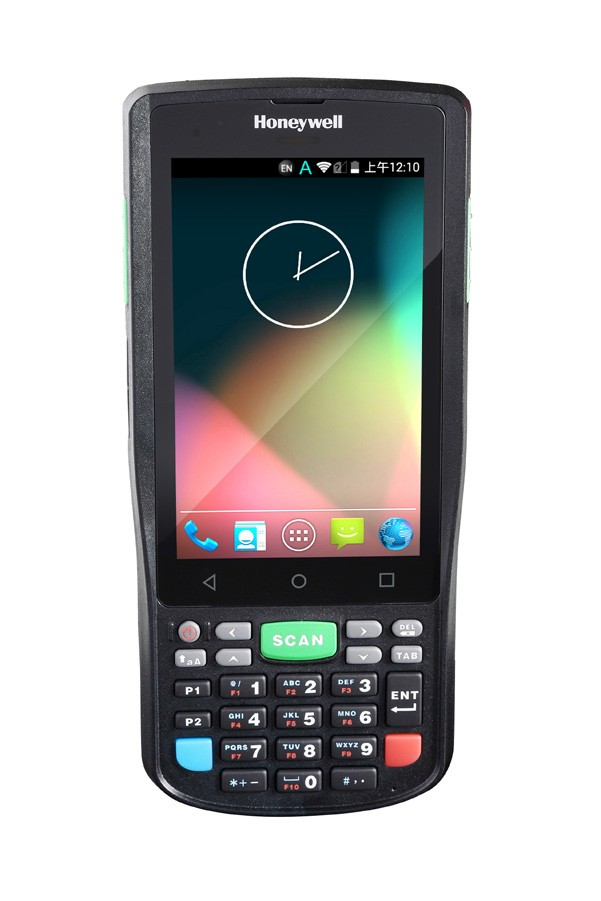 Honeywell
EN A 上午12:10
SCAN
DEL
aA
TAB
P1
@/ F1 1
ABC F2 2
DEF F3 3
ENT
GHI F4 4
JKL F5 5
MNO F6 6
P2
PQRS F7 7
TUV F8 8
WXYZ F9 9
*+-
F10 0
#,.